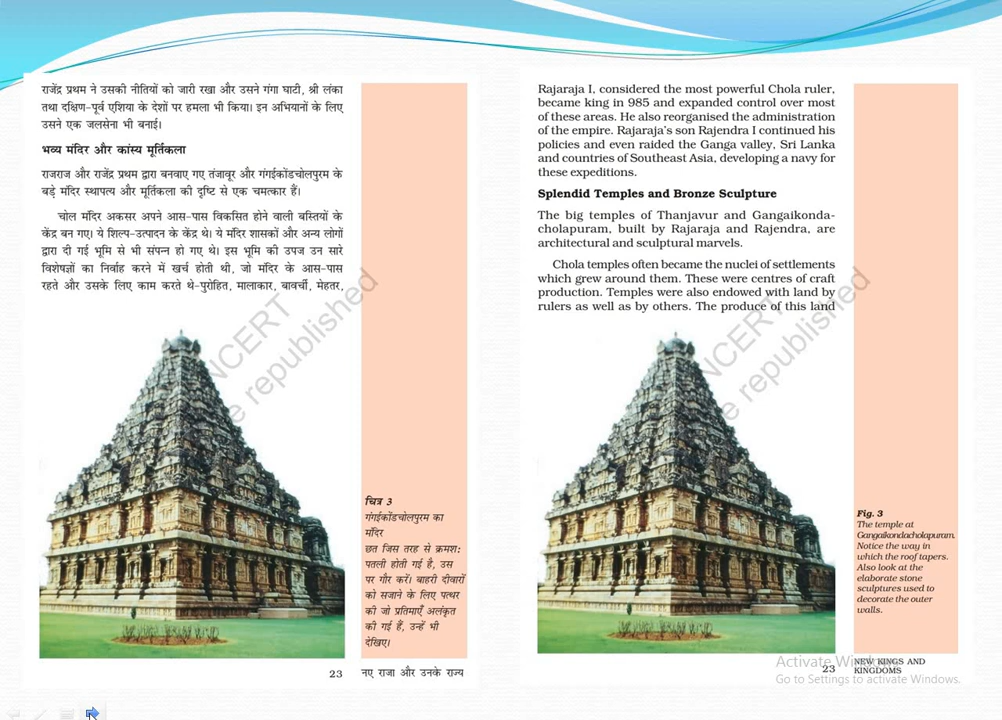 राजेंद्र प्रथम ने उसकी नीतियों को जारी रखा और उसने गंगा घाटी, श्री लंका
तथा दक्षिण-पूर्व एशिया के देशों पर हमला भी किया। इन अभियानों के लिए
उसने एक जलसेना भी बनाई।
भव्य मंदिर और कांस्य मूर्तिकला
राजराज और राजेंद्र प्रथम द्वारा बनवाए गए तंजावूर और गंगईकोंडचोलपुरम के
बड़े मंदिर स्थापत्य और मूर्तिकला की दृष्टि से एक चमत्कार हैं।
चोल मंदिर अकसर अपने आस-पास विकसित होने वाली बस्तियों के
केंद्र बन गए। ये शिल्प-उत्पादन के केंद्र थे। ये मंदिर शासकों और अन्य लोगों
द्वारा दी गई भूमि से भी संपन्न हो गए थे। इस भूमि की उपज उन सारे
विशेषज्ञों का निर्वाह करने में खर्च होती थी, जो मंदिर के आस-पास
रहते और उसके लिए काम करते थे-पुरोहित, मालाकार, बावर्ची, मेहतर,
चित्र 3
गंगईकोंडचोलपुरम का
मंदिर
छत जिस तरह से क्रमश:
पतली होती गई है, उस
पर गौर करें। बाहरी दीवारों
को सजाने के लिए पत्थर
की जो प्रतिमाएँ अलंकृत
की गई हैं, उन्हें भी
देखिए।
23 नए राजा और उनके राज्य
NCERT
be republished
Rajaraja I, considered the most powerful Chola ruler,
became king in 985 and expanded control over most
of these areas. He also reorganised the administration
of the empire. Rajaraja's son Rajendra I continued his
policies and even raided the Ganga valley, Sri Lanka
and countries of Southeast Asia, developing a navy for
these expeditions.
Splendid Temples and Bronze Sculpture
The big temples of Thanjavur and Gangaikonda-
cholapuram, built by Rajaraja and Rajendra, are
architectural and sculptural marvels.
Chola temples often became the nuclei of settlements
which grew around them. These were centres of craft
production. Temples were also endowed with land by
rulers as well as by others. The produce of this land
Fig. 3
The temple at
Gangaikondacholapuram.
Notice the way in
which the roof tapers.
Also look at the
elaborate stone
sculptures used to
decorate the outer
walls.
23 NEW KINGS AND
KINGDOMS
NCERT
be republished
Activate Windows
Go to Settings to activate Windows.